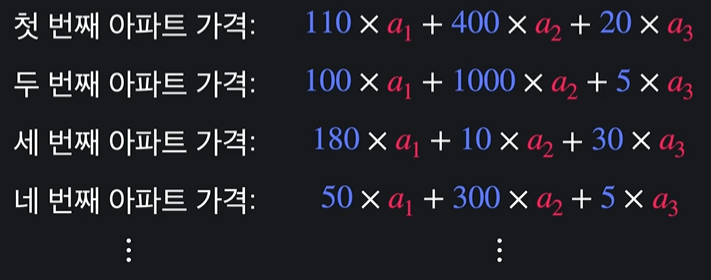 첫 번째 아파트 가격: 110 × a₁ + 400 × a₂ + 20 × a₃
두 번째 아파트 가격: 100 × a₁ + 1000 × a₂ + 5 × a₃
세 번째 아파트 가격: 180 × a₁ + 10 × a₂ + 30 × a₃
네 번째 아파트 가격: 50 × a₁ + 300 × a₂ + 5 × a₃
⋮ ⋮